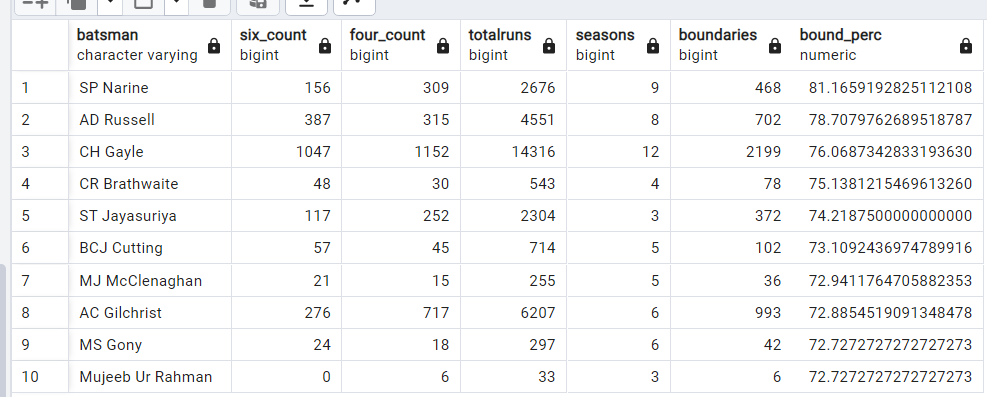 batsman six_count four_count totalruns seasons boundaries bound_perc
character varying bigint bigint bigint bigint bigint numeric
1 SP Narine 156 309 2676 9 468 81.1659192825112108
2 AD Russell 387 315 4551 8 702 78.7079762689518787
3 CH Gayle 1047 1152 14316 12 2199 76.0687342833193630
4 CR Brathwaite 48 30 543 4 78 75.1381215469613260
5 ST Jayasuriya 117 252 2304 3 372 74.2187500000000000
6 BCJ Cutting 57 45 714 5 102 73.1092436974789916
7 MJ McClenaghan 21 15 255 5 36 72.9411764705882353
8 AC Gilchrist 276 717 6207 6 993 72.8854519091348478
9 MS Gony 24 18 297 6 42 72.7272727272727273
10 Mujeeb Ur Rahman 0 6 33 3 6 72.7272727272727273